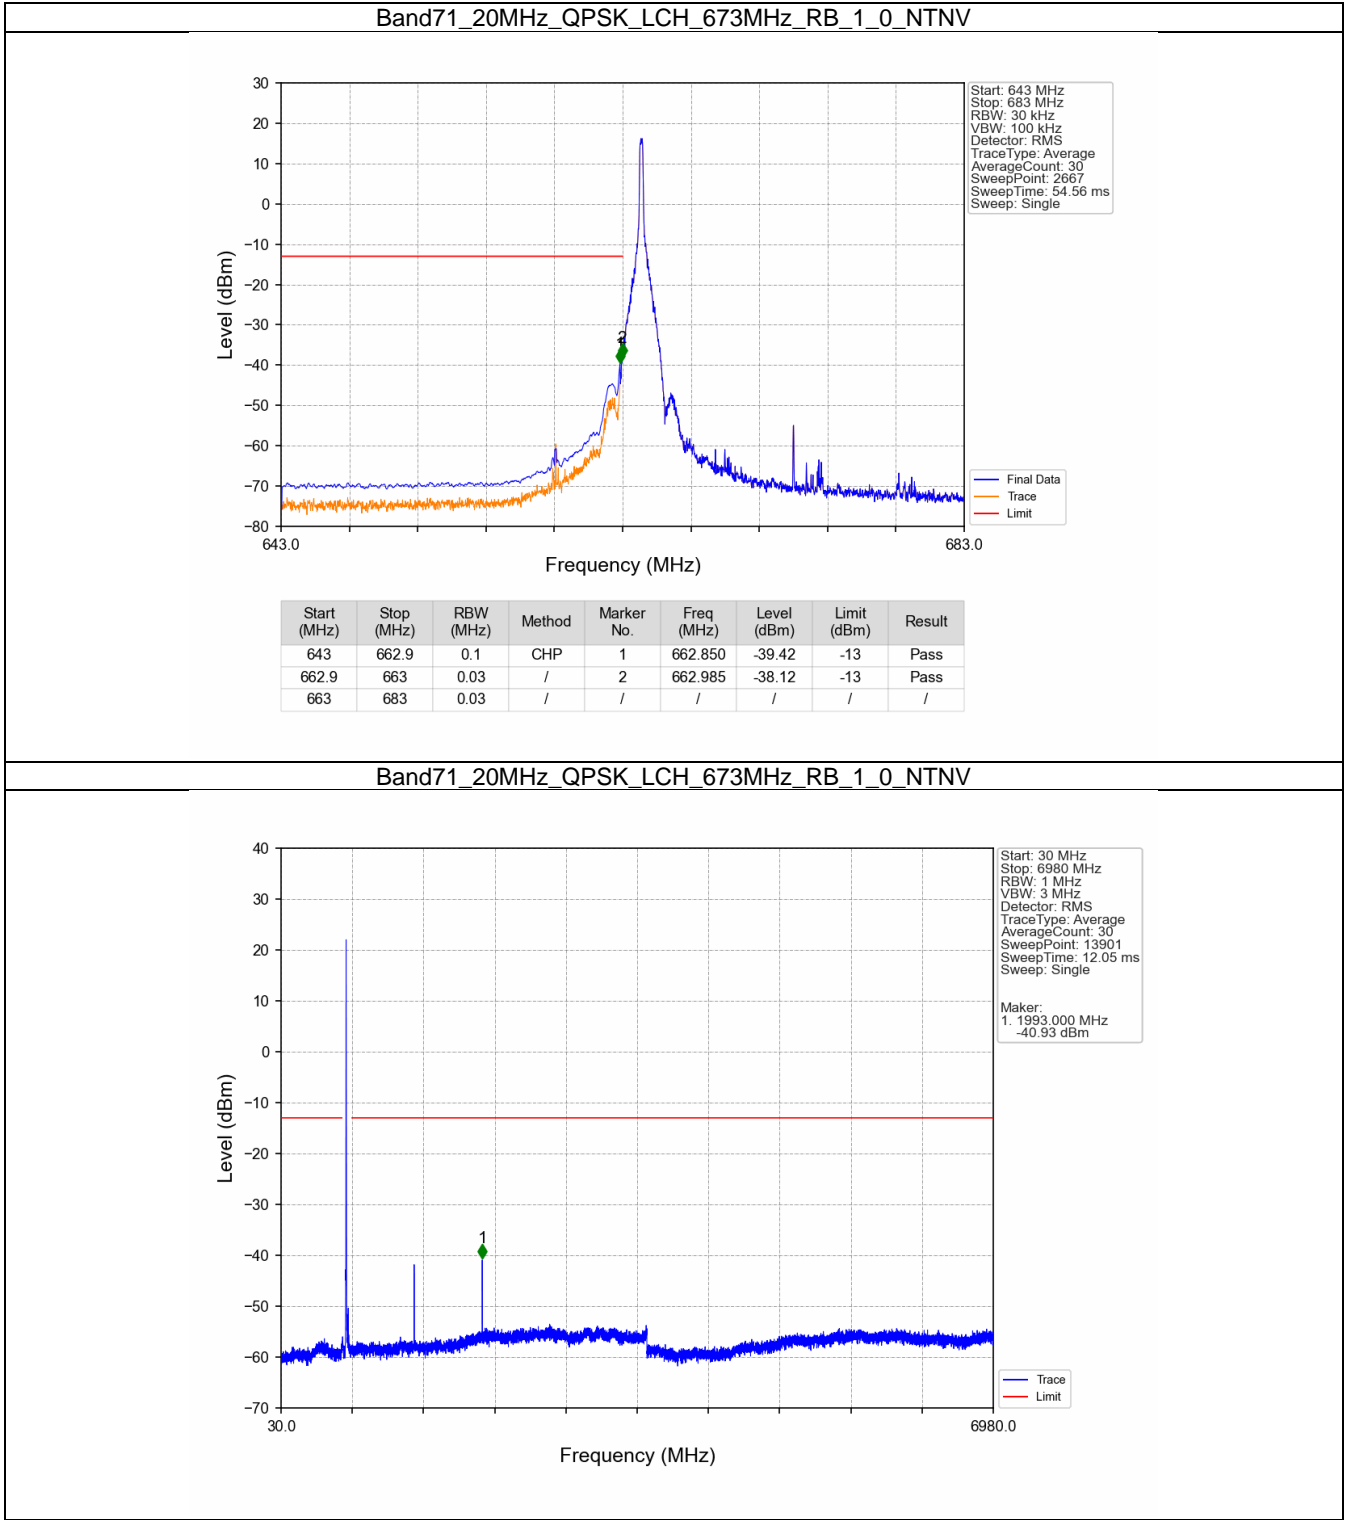 Band71_20MHz_QPSK_LCH_673MHz_RB_1_0_NTNV
30
20
10
0
−10
−20
−30
−40
−50
−60
−70
−80
Level (dBm)
2
643.0
683.0
Frequency (MHz)
Start: 643 MHz
Stop: 683 MHz
RBW: 30 kHz
VBW: 100 kHz
Detector: RMS
TraceType: Average
AverageCount: 30
SweepPoint: 2667
SweepTime: 54.56 ms
Sweep: Single
Final Data
Trace
Limit
Start (MHz) Stop (MHz) RBW (MHz) Method Marker No. Freq (MHz) Level (dBm) Limit (dBm) Result
643 662.9 0.1 CHP 1 662.850 -39.42 -13 Pass
662.9 663 0.03 / 2 662.985 -38.12 -13 Pass
663 683 0.03 / / / / / /
Band71_20MHz_QPSK_LCH_673MHz_RB_1_0_NTNV
40
30
20
10
0
−10
−20
−30
−40
−50
−60
−70
Level (dBm)
1
30.0
6980.0
Frequency (MHz)
Start: 30 MHz
Stop: 6980 MHz
RBW: 1 MHz
VBW: 3 MHz
Detector: RMS
TraceType: Average
AverageCount: 30
SweepPoint: 13901
SweepTime: 12.05 ms
Sweep: Single
Maker:
1. 1993.000 MHz
-40.93 dBm
Trace
Limit